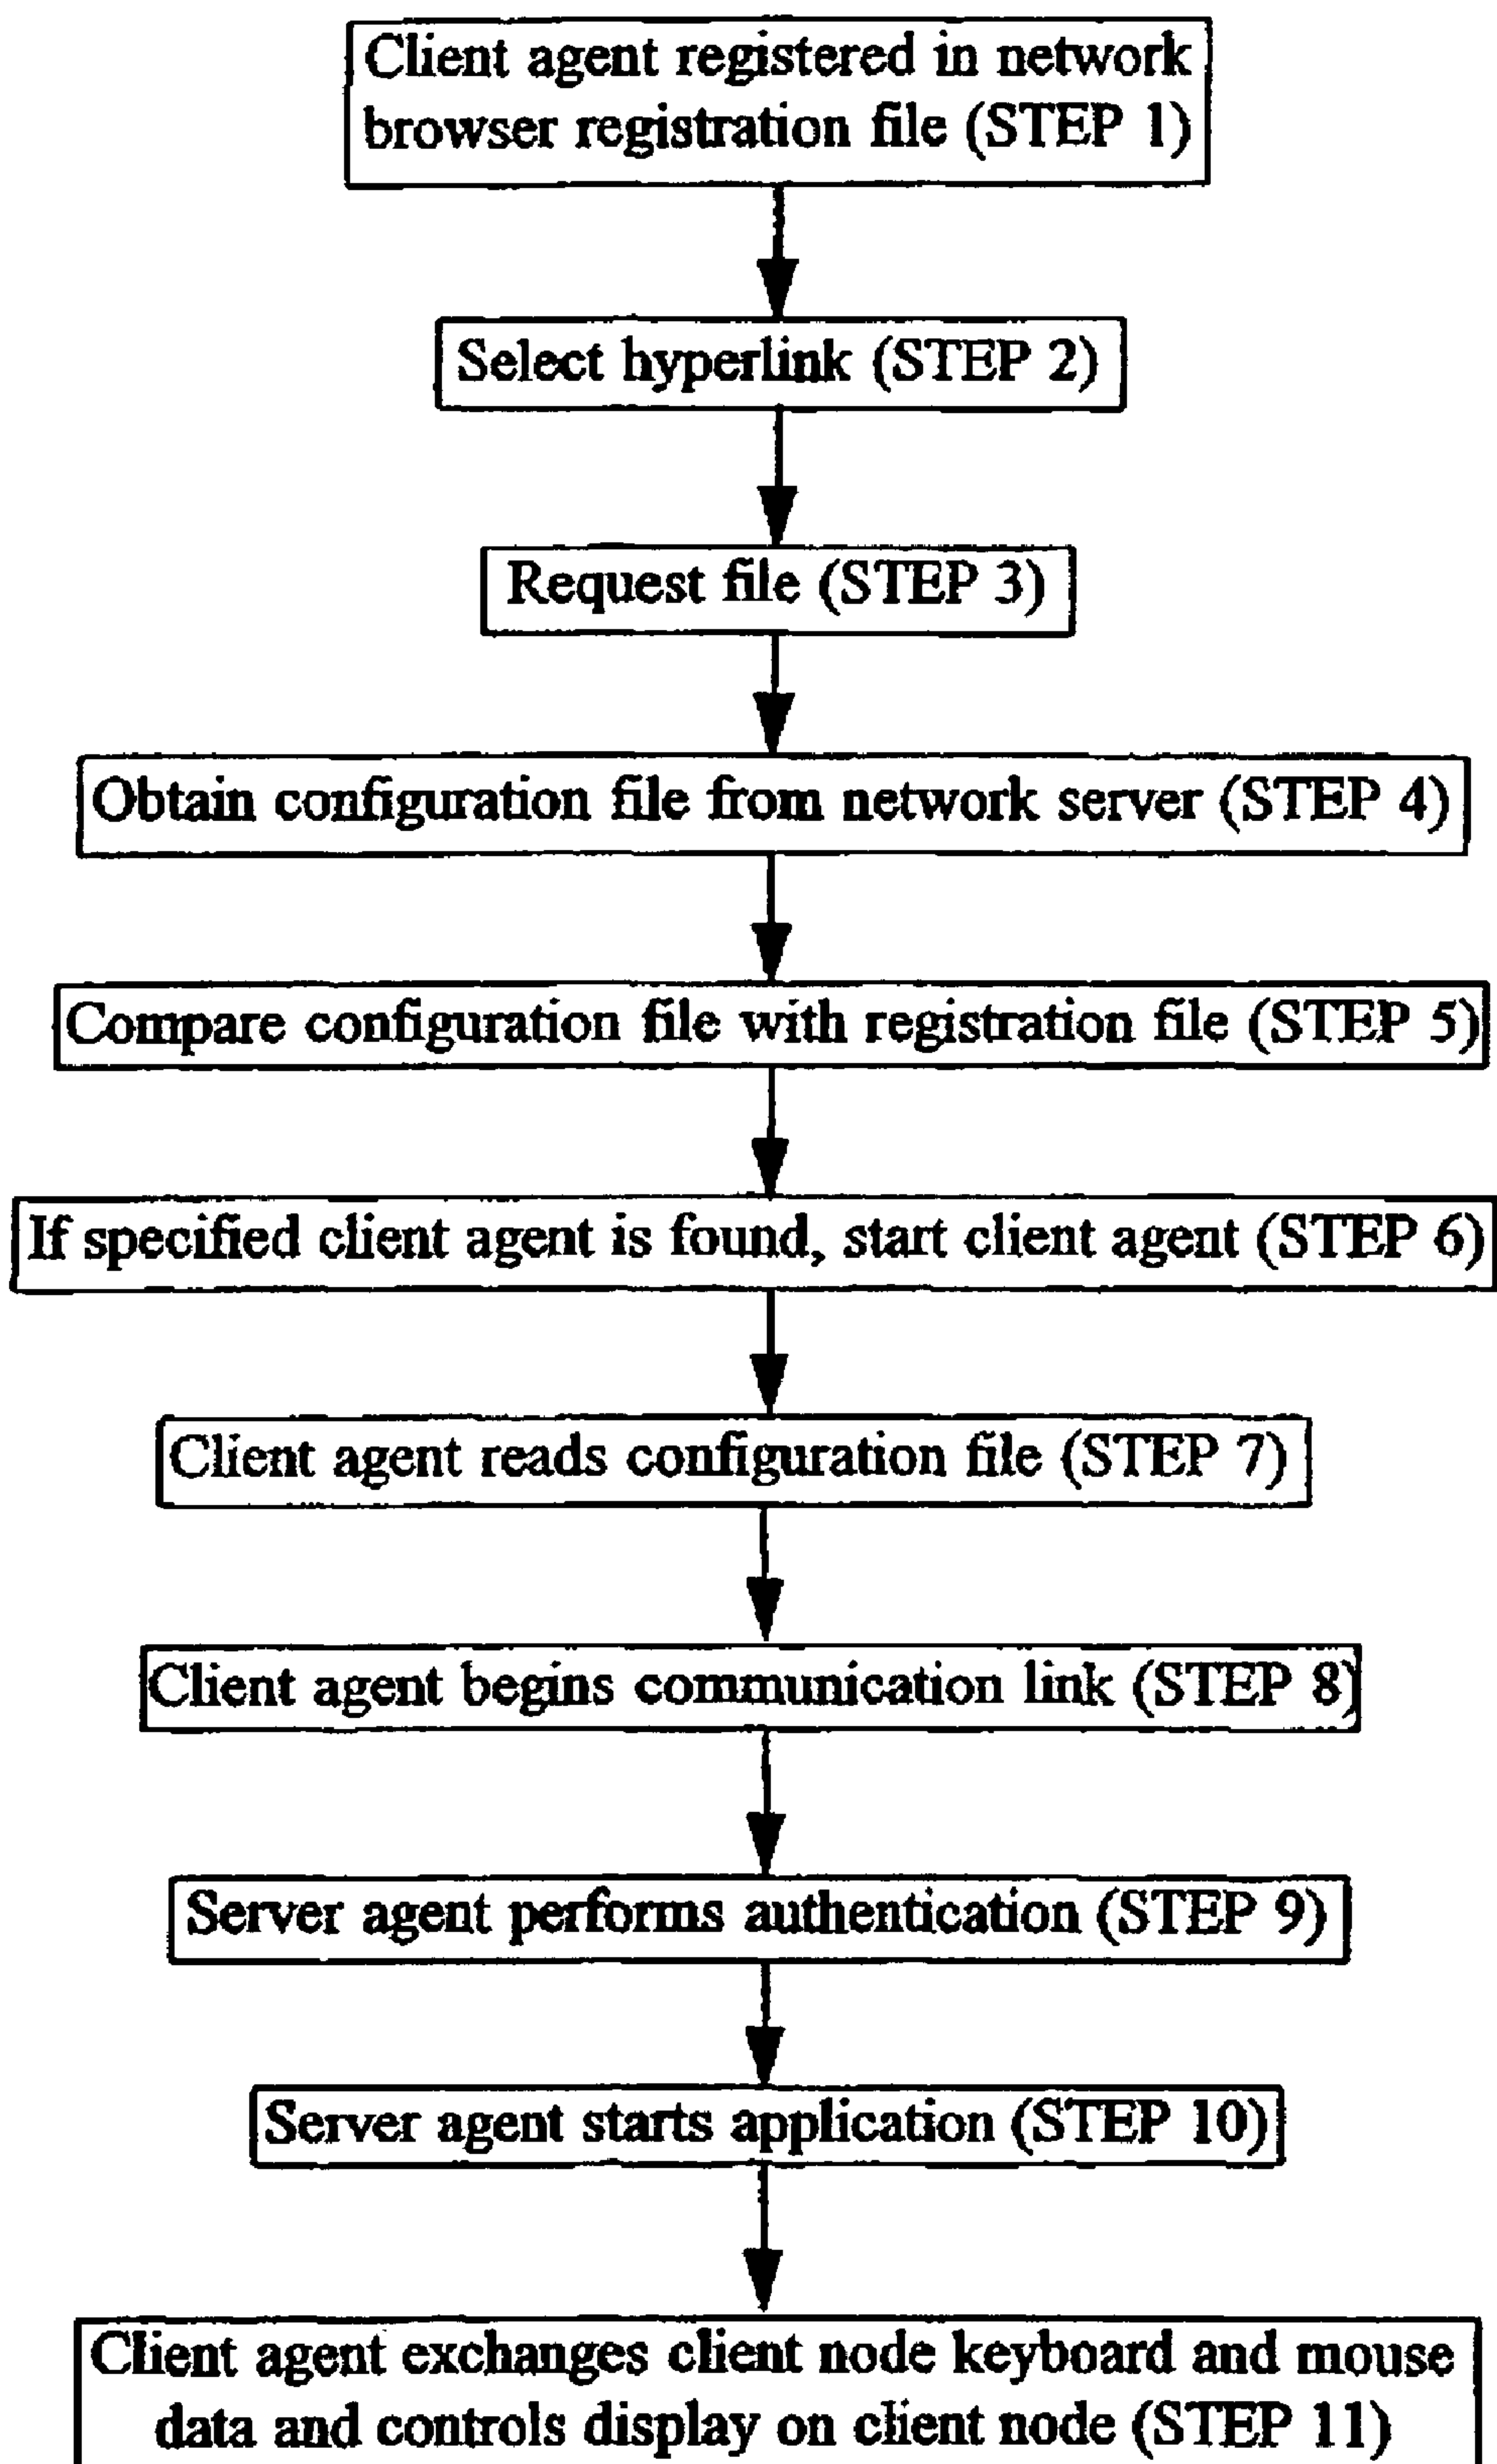 Client agent registered in network
browser registration file (STEP 1)
Select hyperlink (STEP 2)
Request file (STEP 3)
Obtain configuration file from network server (STEP 4)
Compare configuration file with registration file (STEP 5)
If specified client agent is found, start client agent (STEP 6)
Client agent reads configuration file (STEP 7)
Client agent begins communication link (STEP 8)
Server agent performs authentication (STEP 9)
Server agent starts application (STEP 10)
Client agent exchanges client node keyboard and mouse
data and controls display on client node (STEP 11)